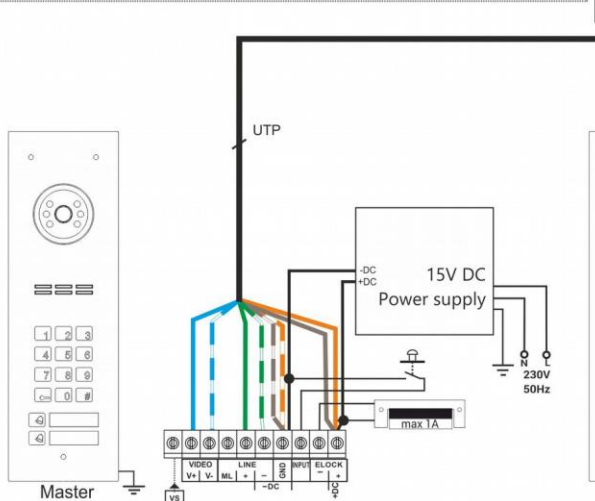 UTP
-DC
+DC
15V DC
Power supply
N L
230V
50Hz
1 2 3
4 5 6
7 8 9
0 #
max 1A
VIDEO LINE GND INPUT ELOCK
V+ V- ML + - - +
-DC +DC
VS
Master